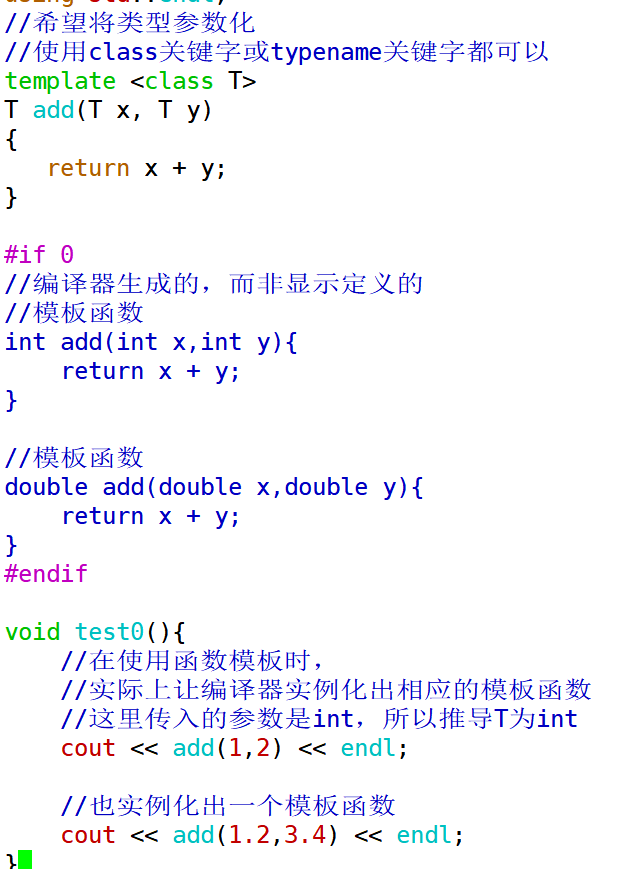 using std::endl;
//希望将类型参数化
//使用class关键字或typename关键字都可以
template <class T>
T add(T x, T y)
{
   return x + y;
}
#if 0
//编译器生成的，而非显示定义的
//模板函数
int add(int x,int y){
    return x + y;
}
//模板函数
double add(double x,double y){
    return x + y;
}
#endif
void test0(){
    //在使用函数模板时，
    //实际上让编译器实例化出相应的模板函数
    //这里传入的参数是int，所以推导T为int
    cout << add(1,2) << endl;
    //也实例化出一个模板函数
    cout << add(1.2,3.4) << endl;
}